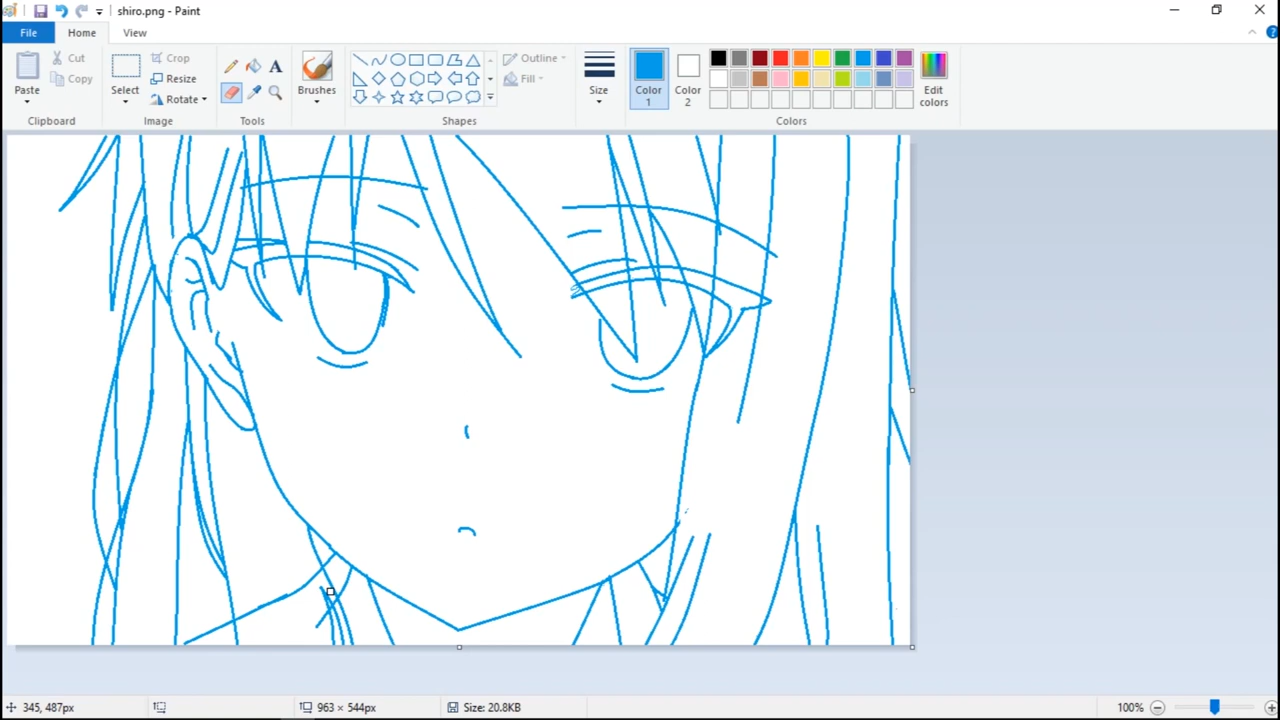 shiro.png - Paint
File Home View
Paste Cut Copy
Select Crop Resize Rotate
A
Brushes
Outline Fill
Size
Color 1
Color 2
Edit colors
Clipboard Image Tools Shapes Colors
345, 487px 963 × 544px Size: 20.8KB 100%